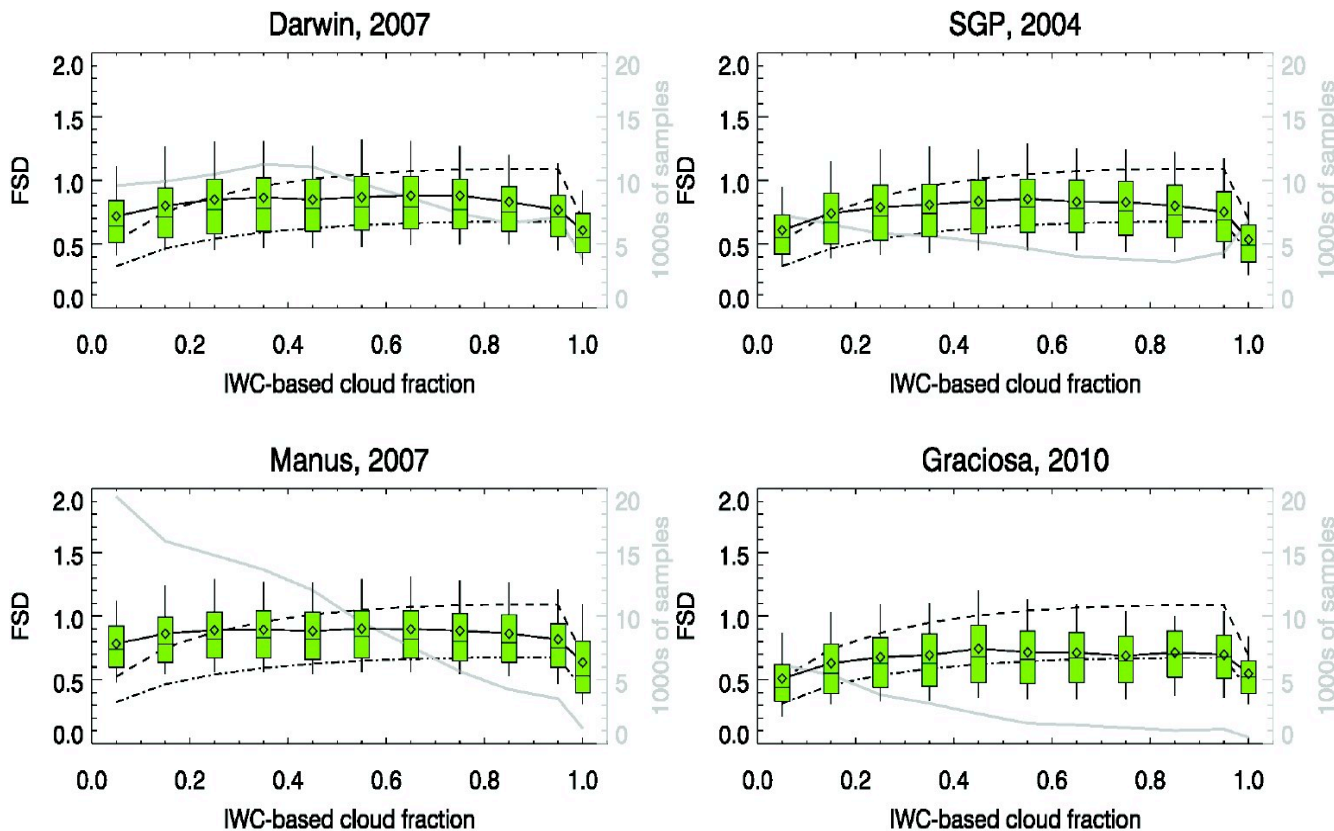 Darwin, 2007
2.0
1.5
1.0
0.5
0.0
FSD
20
15
10
5
0
1000s of samples
0.0 0.2 0.4 0.6 0.8 1.0
IWC-based cloud fraction
SGP, 2004
2.0
1.5
1.0
0.5
0.0
FSD
20
15
10
5
0
1000s of samples
0.0 0.2 0.4 0.6 0.8 1.0
IWC-based cloud fraction
Manus, 2007
2.0
1.5
1.0
0.5
0.0
FSD
20
15
10
5
0
1000s of samples
0.0 0.2 0.4 0.6 0.8 1.0
IWC-based cloud fraction
Graciosa, 2010
2.0
1.5
1.0
0.5
0.0
FSD
20
15
10
5
0
1000s of samples
0.0 0.2 0.4 0.6 0.8 1.0
IWC-based cloud fraction